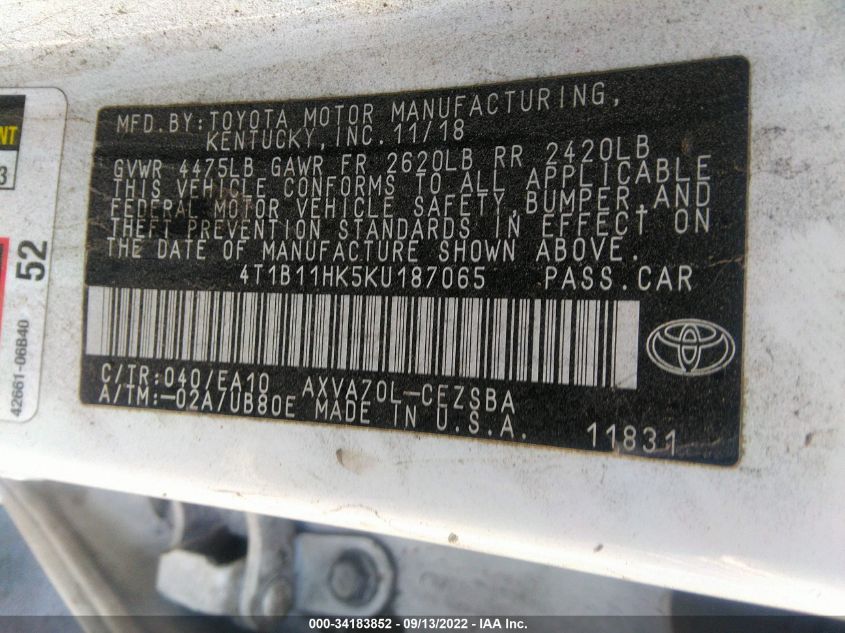 MFD.BY:TOYOTA MOTOR MANUFACTURING,
KENTUCKY,INC.11/18
GVWR 4475LB GAWR FR 2620LB RR 2420LB
THIS VEHICLE CONFORMS TO ALL APPLICABLE
FEDERAL MOTOR VEHICLE SAFETY,BUMPER,AND
THEFT PREVENTION STANDARDS IN EFFECT ON
THE DATE OF MANUFACTURE SHOWN ABOVE.
4T1B11HK5KU187065 PASS.CAR
C/TR:040/EA10 AXVA70L-CEZSBA
A/TM:-02A/UB80E MADE IN U.S.A. 11831
NT
3
52
42661-06B40
000-34183852 - 09/13/2022 - IAA Inc.